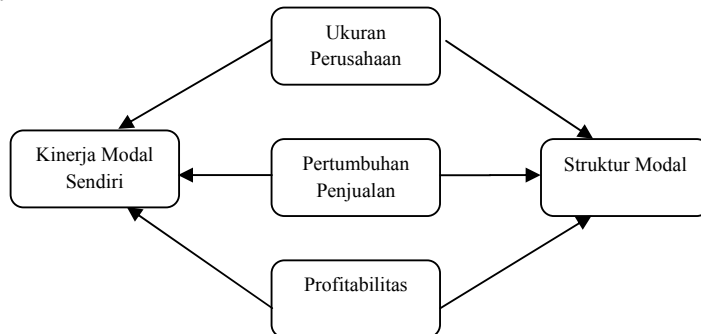 Ukuran
Perusahaan
Kinerja Modal
Sendiri
Pertumbuhan
Penjualan
Struktur Modal
Profitabilitas